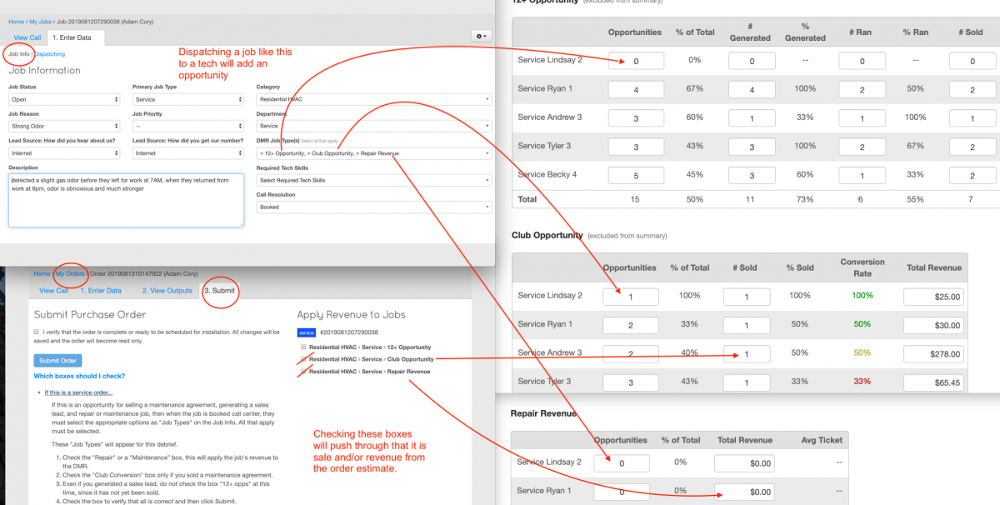 Home › My Jobs › Job 2019081207290038 (Adam Cory)
View Call
1. Enter Data
Job Info | Dispatching
Dispatching a job like this
to a tech will add an
opportunity
Job Information
Job Status
Primary Job Type
Category
Open
Service
Residential HVAC
Job Reason
Job Priority
Department
Strong Odor
--
Service
Lead Source: How did you hear about us?
Lead Source: How did you get our number?
DMR Job Type(s) Select all that apply.
Internet
Internet
× 12+ Opportunity, × Club Opportunity, × Repair Revenue
Description
Required Tech Skills
detected a slight gas odor before they left for work at 7AM, when they returned from
work at 6pm, odor is obnoxious and much stronger
Select Required Tech Skills
Call Resolution
Booked
Home › My Orders › Order 2019081310147922 (Adam Cory)
View Call
1. Enter Data
2. View Outputs
3. Submit
Submit Purchase Order
I verify that the order is complete or ready to be scheduled for installation. All changes will be
saved and the order will become read only.
Submit Order
Which boxes should I check?
• If this is a service order...
If this is an opportunity for selling a maintenance agreement, generating a sales
lead, and repair or maintenance job, then when the job is booked call center, they
must select the appropriate options as "Job Types" on the Job Info. All that apply
must be selected.
These "Job Types" will appear for this debrief.
1. Check the "Repair" or a "Maintenance" box, this will apply the job's revenue to
the DMR.
2. Check the "Club Conversion" box only if you sold a maintenance agreement.
3. Even if you generated a sales lead, do not check the box "12+ opps" at this
time, since it has not yet been sold.
4. Check the box to verify that all is correct and then click Submit.
Apply Revenue to Jobs
service #2019081207290038
Residential HVAC › Service › 12+ Opportunity
Residential HVAC › Service › Club Opportunity
Residential HVAC › Service › Repair Revenue
Checking these boxes
will push through that it is
sale and/or revenue from
the order estimate.
12+ Opportunity (excluded from summary)
Opportunities % of Total # Generated % Generated # Ran % Ran # Sold
Service Lindsay 2 0 0% 0 -- 0 -- 0
Service Ryan 1 4 67% 4 100% 2 50% 2
Service Andrew 3 3 60% 1 33% 1 100% 1
Service Tyler 3 3 43% 3 100% 2 67% 2
Service Becky 4 5 45% 3 60% 1 33% 2
Total 15 50% 11 73% 6 55% 7
Club Opportunity (excluded from summary)
Opportunities % of Total # Sold % Sold Conversion Rate Total Revenue
Service Lindsay 2 1 100% 1 100% 100% $25.00
Service Ryan 1 2 33% 1 50% 50% $30.00
Service Andrew 3 2 40% 1 50% 50% $278.00
Service Tyler 3 3 43% 1 33% 33% $65.45
Repair Revenue
Opportunities % of Total Total Revenue Avg Ticket
Service Lindsay 2 0 0% $0.00 --
Service Ryan 1 0 0% $0.00 --